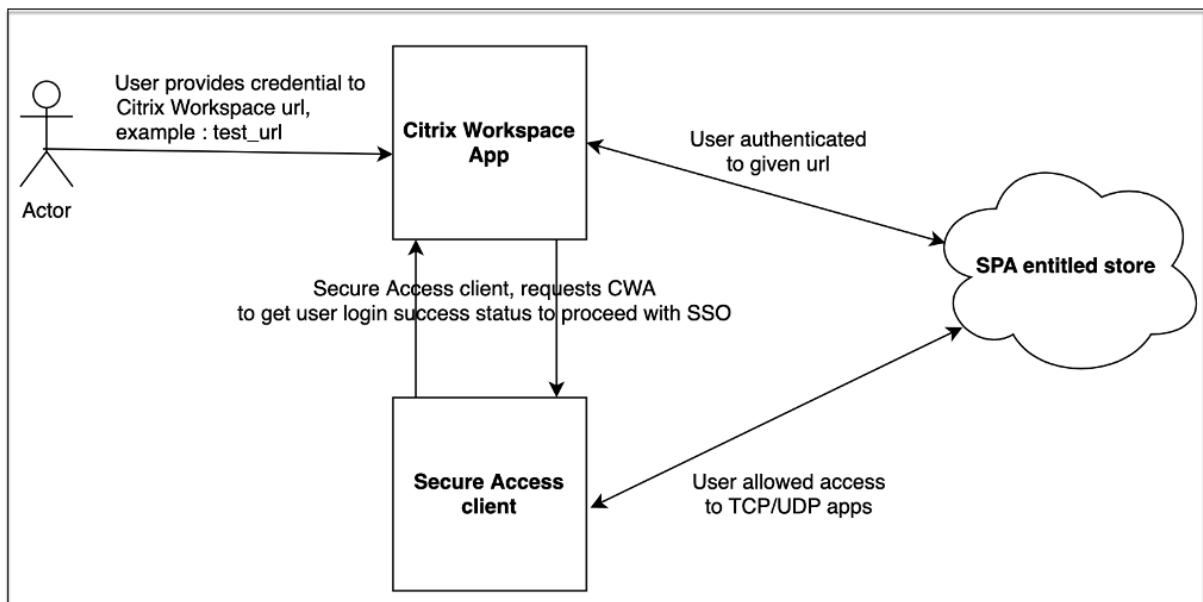 User provides credential to
Citrix Workspace url,
example : test_url
Actor
Citrix Workspace
App
User authenticated
to given url
SPA entitled store
Secure Access client, requests CWA
to get user login success status to proceed with SSO
Secure Access
client
User allowed access
to TCP/UDP apps